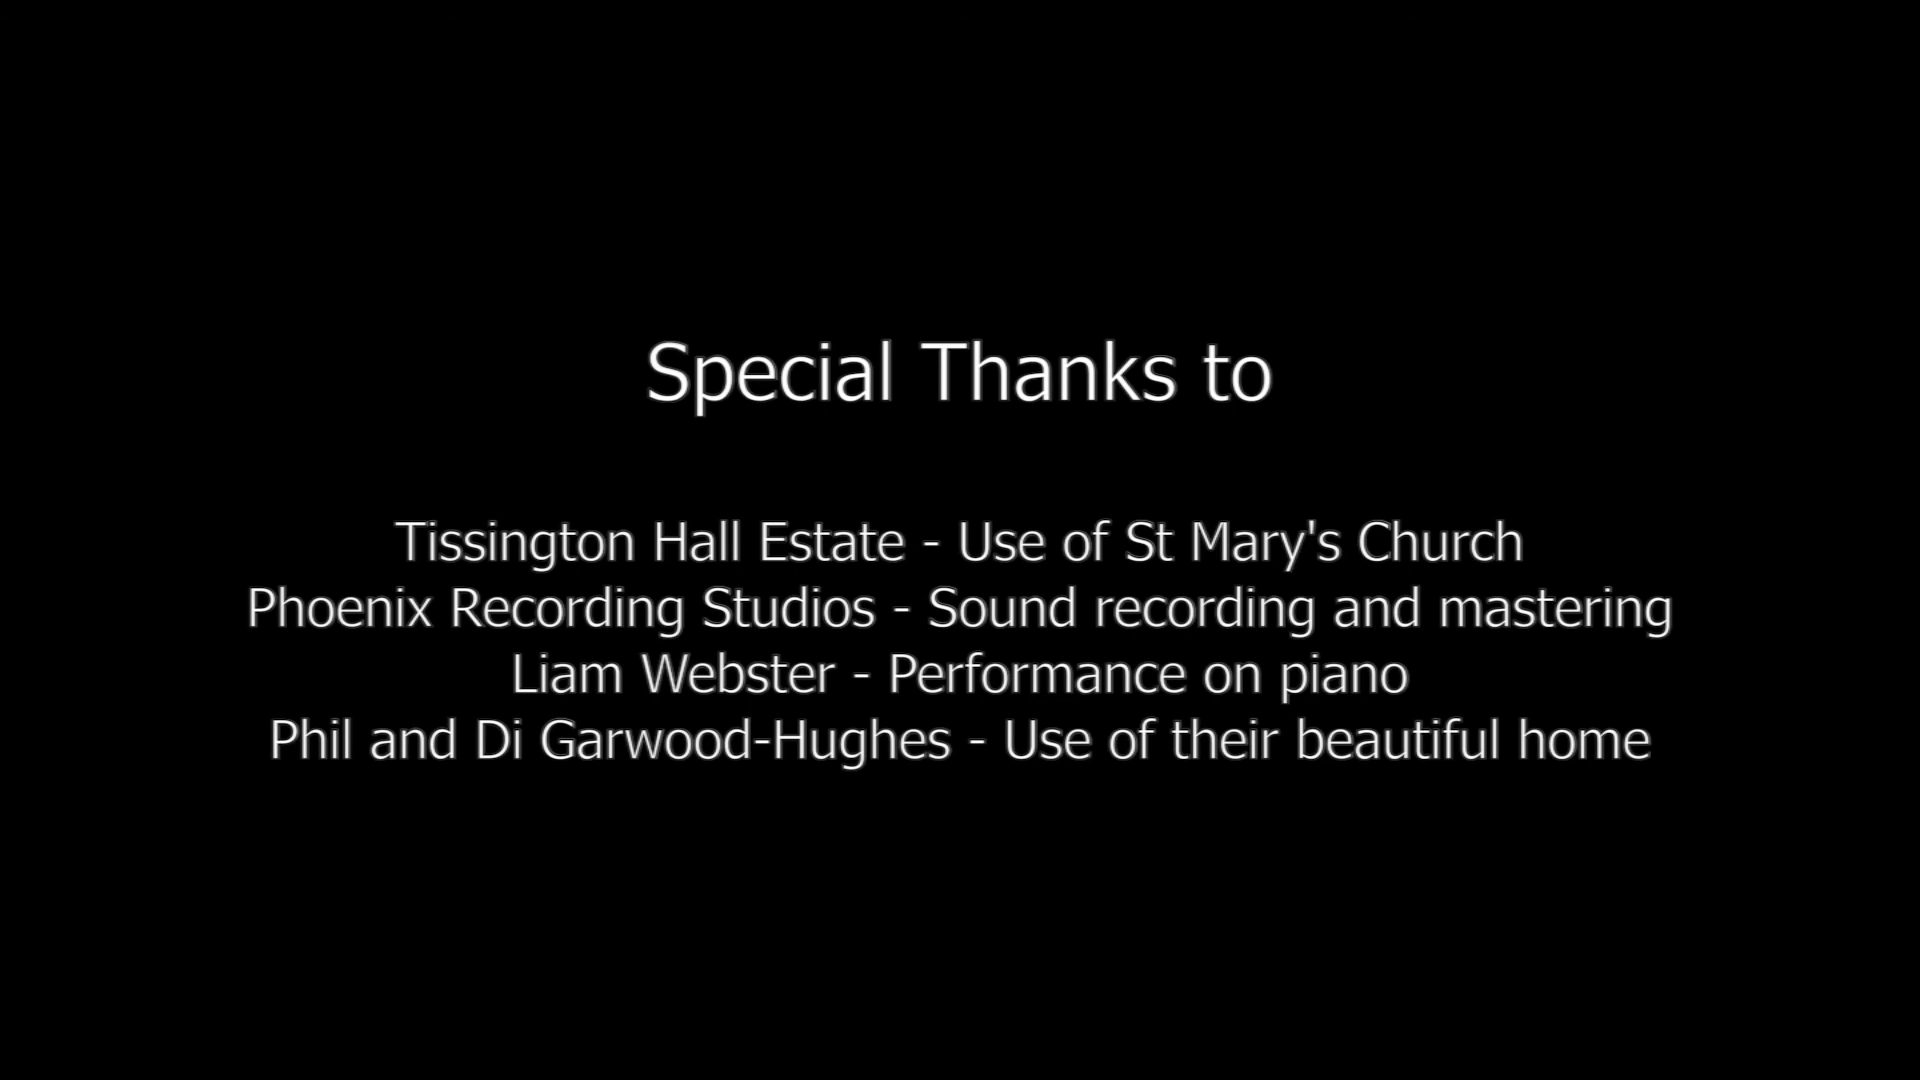 Special Thanks to
Tissington Hall Estate - Use of St Mary's Church
Phoenix Recording Studios - Sound recording and mastering
Liam Webster - Performance on piano
Phil and Di Garwood-Hughes - Use of their beautiful home